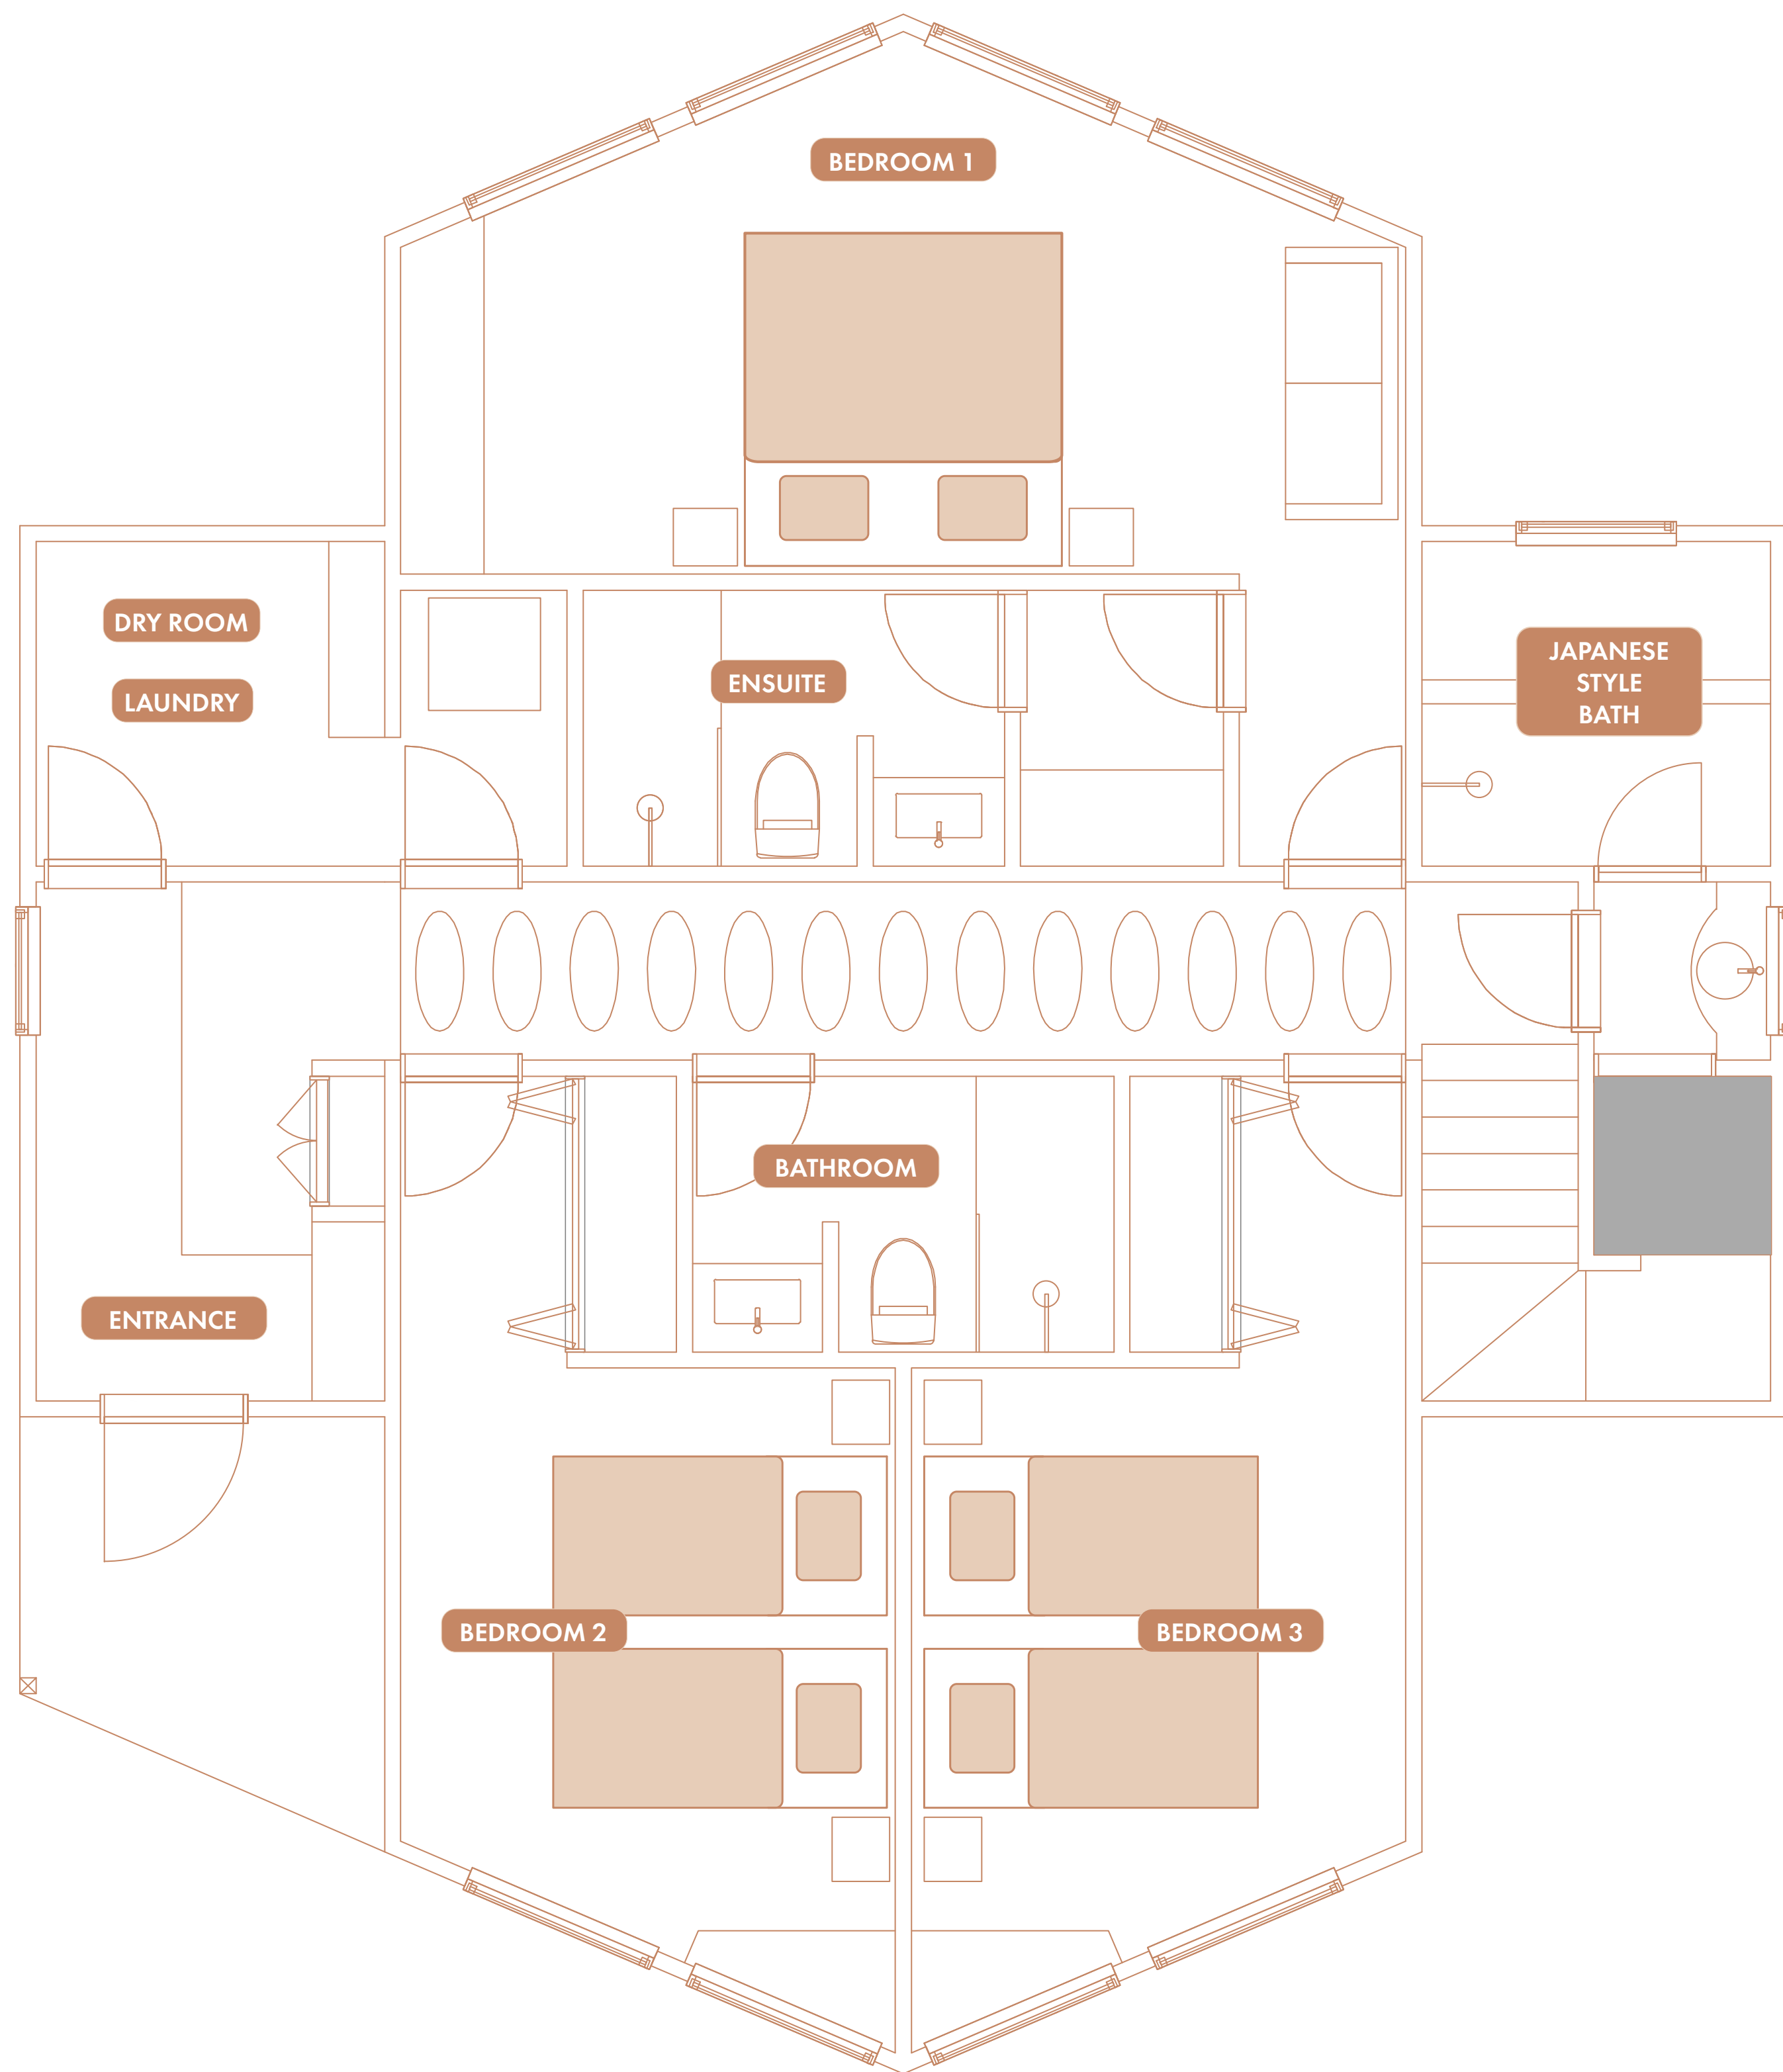 BEDROOM 1
DRY ROOM
LAUNDRY
ENSUITE
JAPANESE
STYLE
BATH
BATHROOM
ENTRANCE
BEDROOM 2
BEDROOM 3